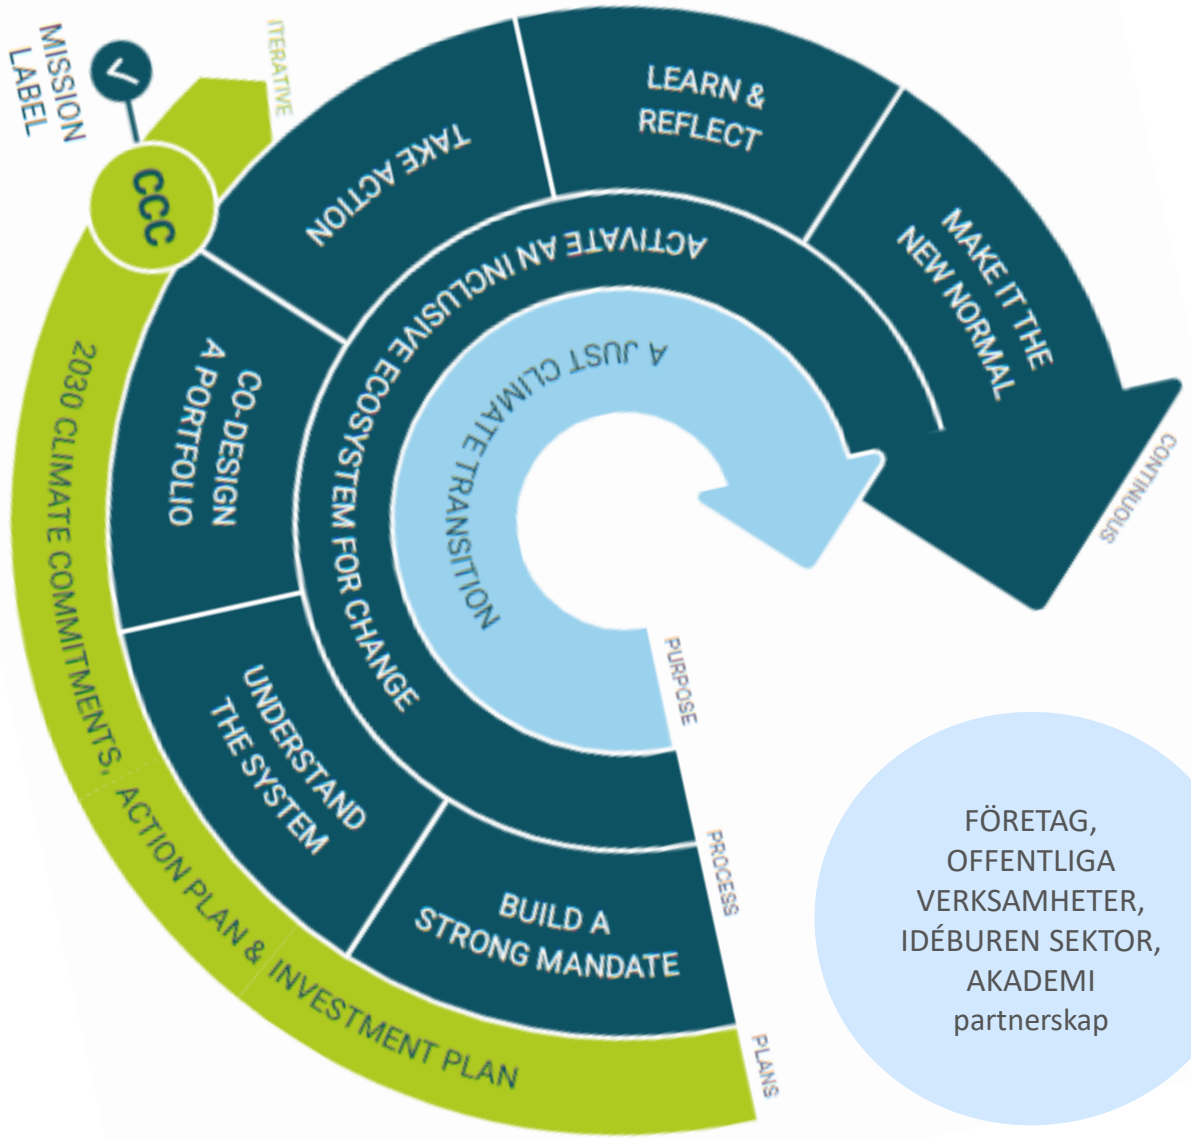 MISSION
LABEL
ITERATIVE
CCC
TAKE ACTION
LEARN &
REFLECT
MAKE IT THE
NEW NORMAL
CONTINUOUS
ACTIVATE AN INCLUSIVE ECOSYSTEM FOR CHANGE
A JUST CLIMATE TRANSITION
CO-DESIGN
A PORTFOLIO
UNDERSTAND
THE SYSTEM
BUILD A
STRONG MANDATE
2030 CLIMATE COMMITMENTS, ACTION PLAN & INVESTMENT PLAN
PURPOSE
PROCESS
PLANS
FÖRETAG,
OFFENTLIGA
VERKSAMHETER,
IDÉBUREN SEKTOR,
AKADEMI
partnerskap